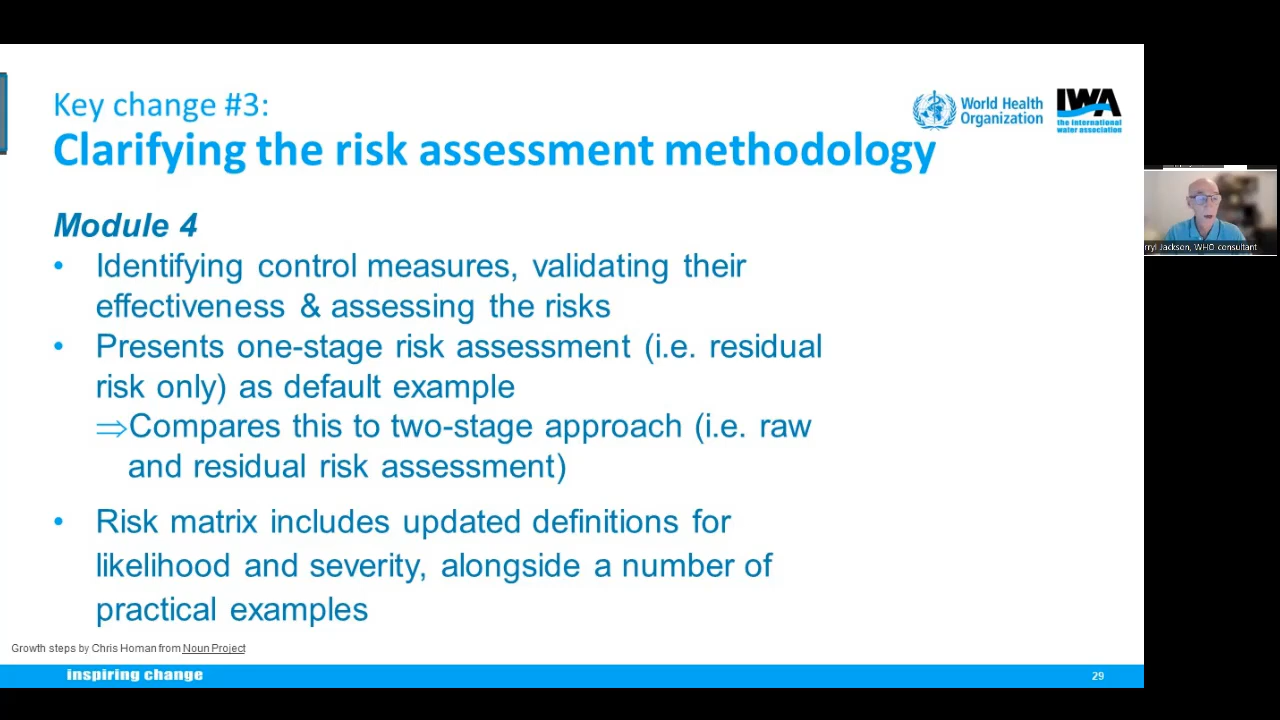 Key change #3:
Clarifying the risk assessment methodology
World Health
Organization
IWA
the international
water association
Module 4
• Identifying control measures, validating their
effectiveness & assessing the risks
• Presents one-stage risk assessment (i.e. residual
risk only) as default example
⇒Compares this to two-stage approach (i.e. raw
and residual risk assessment)
• Risk matrix includes updated definitions for
likelihood and severity, alongside a number of
practical examples
Growth steps by Chris Homan from Noun Project
inspiring change
29
rryl Jackson, WHO consultant